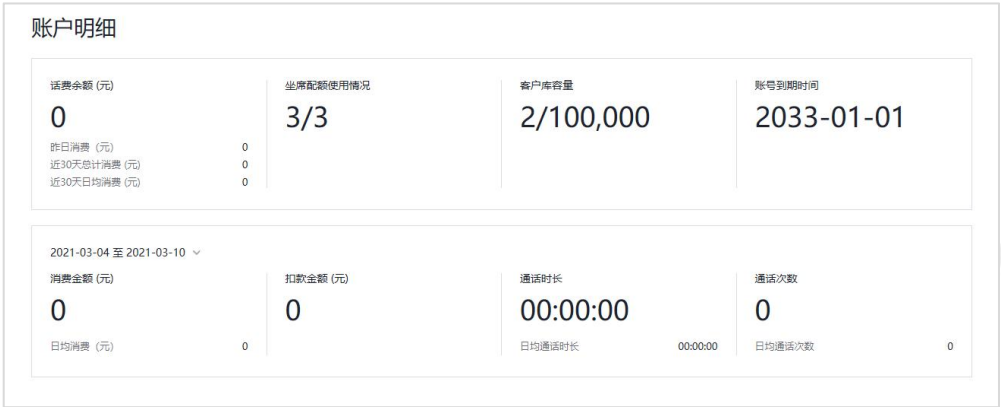 账户明细
话费余额 (元)
0
昨日消费（元） 0
近30天总计消费 (元) 0
近30天日均消费 (元) 0
坐席配额使用情况
3/3
客户库容量
2/100,000
账号到期时间
2033-01-01
2021-03-04 至 2021-03-10
消费金额 (元)
0
日均消费（元） 0
扣款金额 (元)
0
通话时长
00:00:00
日均通话时长 00:00:00
通话次数
0
日均通话次数 0